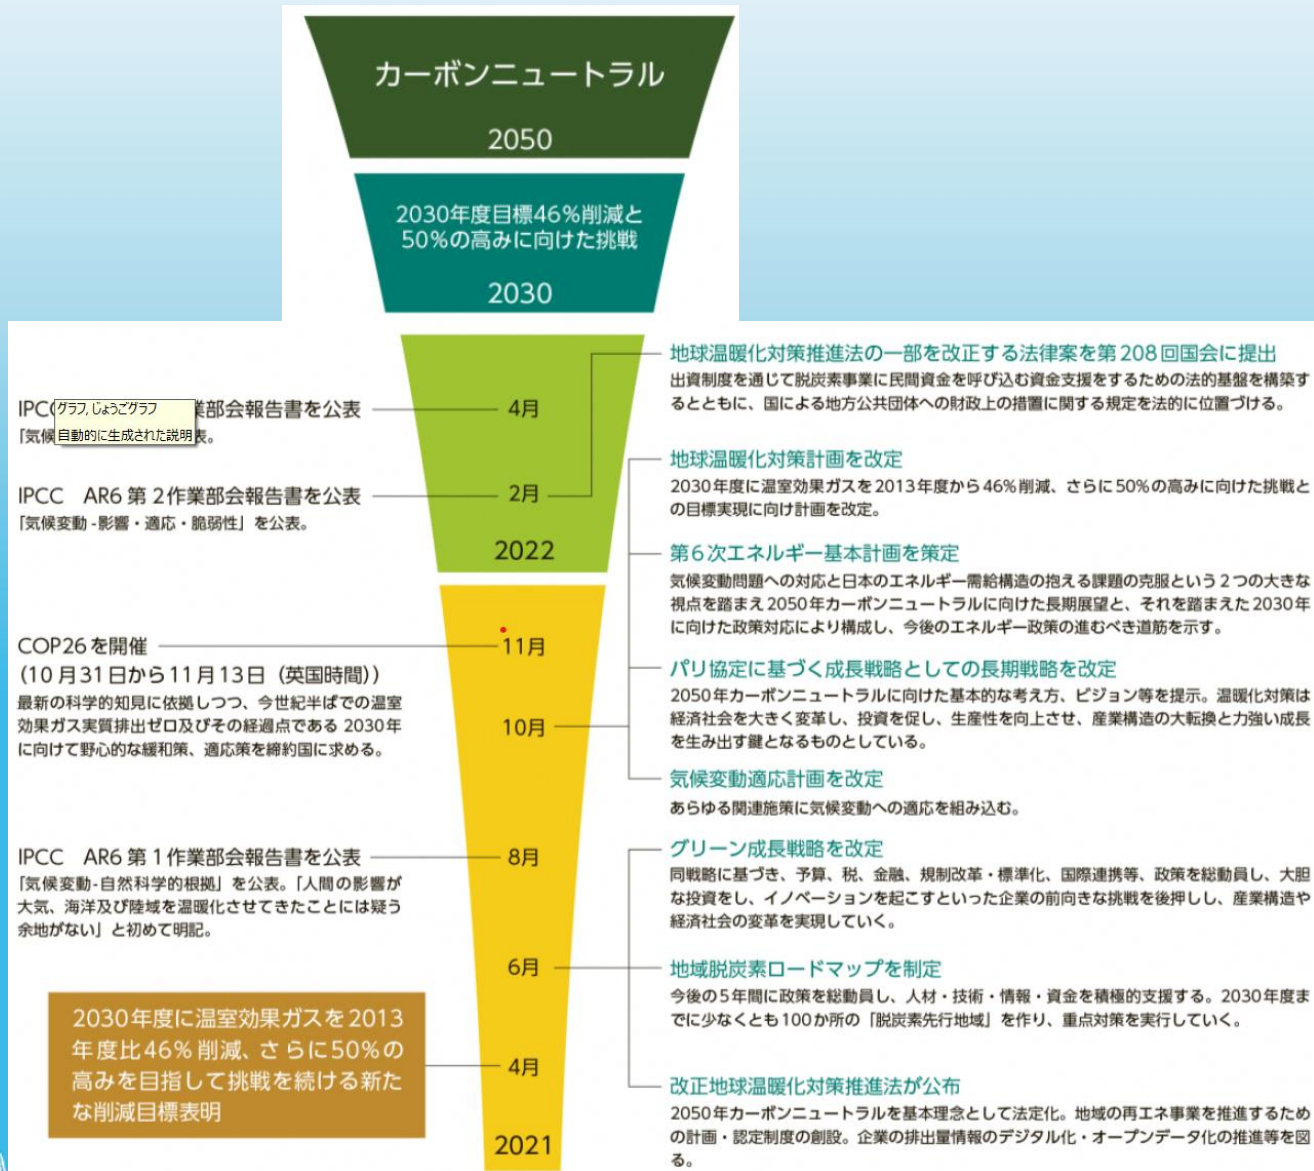 カーボンニュートラル
2050
2030年度目標46%削減と
50%の高みに向けた挑戦
2030
地球温暖化対策推進法の一部を改正する法律案を第208回国会に提出
出資制度を通じて脱炭素事業に民間資金を呼び込む資金支援をするための法的基盤を構築す
るとともに、国による地方公共団体への財政上の措置に関する規定を法的に位置づける。
IPC
グラフ, じょうごグラフ
自動的に生成された説明
業部会報告書を公表
「気候
表。
4月
IPCC AR6 第2作業部会報告書を公表
「気候変動-影響・適応・脆弱性」を公表。
2月
2022
地球温暖化対策計画を改定
2030年度に温室効果ガスを2013年度から46%削減、さらに50%の高みに向けた挑戦と
の目標実現に向け計画を改定。
第6次エネルギー基本計画を策定
気候変動問題への対応と日本のエネルギー需給構造の抱える課題の克服という2つの大きな
視点を踏まえ2050年カーボンニュートラルに向けた長期展望と、それを踏まえた2030年
に向けた政策対応により構成し、今後のエネルギー政策の進むべき道筋を示す。
パリ協定に基づく成長戦略としての長期戦略を改定
2050年カーボンニュートラルに向けた基本的な考え方、ビジョン等を提示。温暖化対策は
経済社会を大きく変革し、投資を促し、生産性を向上させ、産業構造の大転換と力強い成長
を生み出す鍵となるものとしている。
気候変動適応計画を改定
あらゆる関連施策に気候変動への適応を組み込む。
COP26を開催
(10月31日から11月13日(英国時間))
最新の科学的知見に依拠しつつ、今世紀半ばでの温室
効果ガス実質排出ゼロ及びその経過点である 2030年
に向けて野心的な緩和策、適応策を締約国に求める。
11月
10月
IPCC AR6 第1作業部会報告書を公表
「気候変動-自然科学的根拠」を公表。「人間の影響が
大気、海洋及び陸域を温暖化させてきたことには疑う
余地がない」と初めて明記。
8月
6月
グリーン成長戦略を改定
同戦略に基づき、予算、税、金融、規制改革・標準化、国際連携等、政策を総動員し、大胆
な投資をし、イノベーションを起こすといった企業の前向きな挑戦を後押しし、産業構造や
経済社会の変革を実現していく。
地域脱炭素ロードマップを制定
今後の5年間に政策を総動員し、人材・技術・情報・資金を積極的支援する。2030年度ま
でに少なくとも100か所の「脱炭素先行地域」を作り、重点対策を実行していく。
改正地球温暖化対策推進法が公布
2050年カーボンニュートラルを基本理念として法定化。地域の再エネ事業を推進するため
の計画・認定制度の創設。企業の排出量情報のデジタル化・オープンデータ化の推進等を図
る。
2030年度に温室効果ガスを2013
年度比46%削減、さらに50%の
高みを目指して挑戦を続ける新た
な削減目標表明
4月
2021